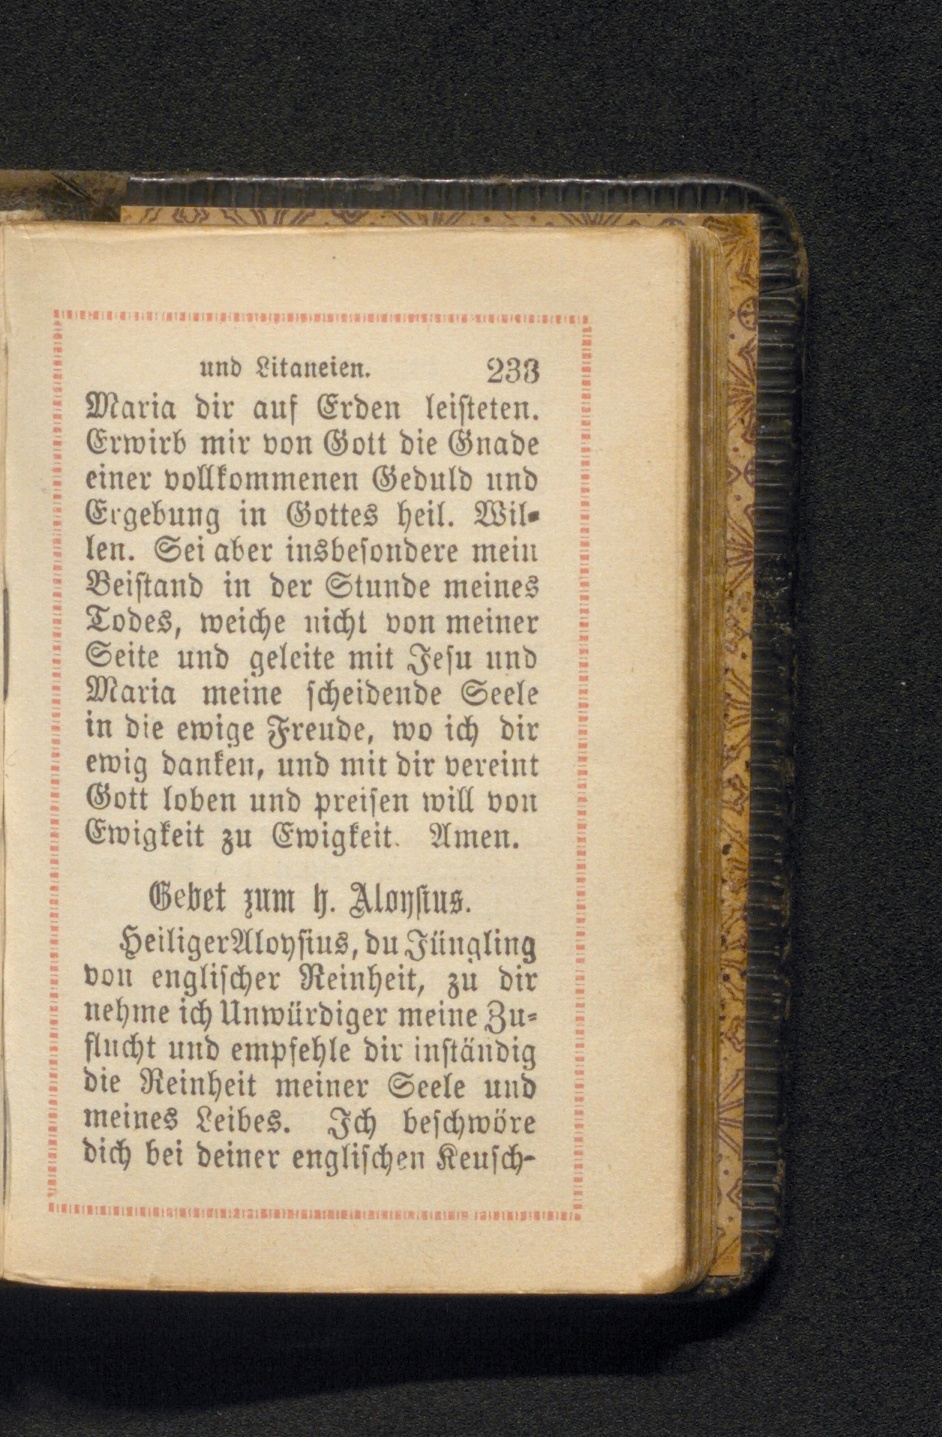 und Litaneien. 233
Maria dir auf Erden leisteten.
Erwirb mir von Gott die Gnade
einer vollkommenen Geduld und
Ergebung in Gottes heil. Wil-
len. Sei aber insbesondere mein
Beistand in der Stunde meines
Todes, weiche nicht von meiner
Seite und geleite mit Jesu und
Maria meine scheidende Seele
in die ewige Freude, wo ich dir
ewig danken, und mit dir vereint
Gott loben und preisen will von
Ewigkeit zu Ewigkeit. Amen.
Gebet zum h. Aloysius.
Heiliger Aloysius, du Jüngling
von englischer Reinheit, zu dir
nehme ich Unwürdiger meine Zu-
flucht und empfehle dir inständig
die Reinheit meiner Seele und
meines Leibes. Ich beschwöre
dich bei deiner englischen Keusch-